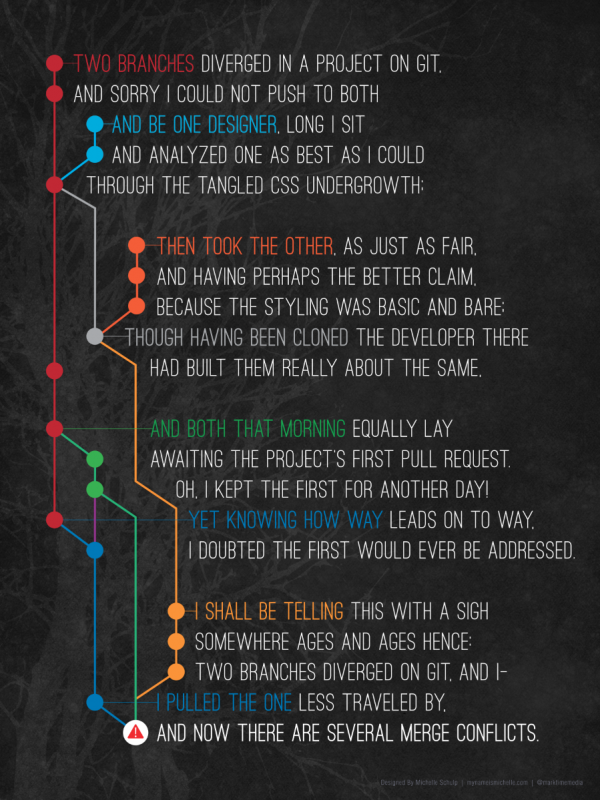 TWO BRANCHES DIVERGED IN A PROJECT ON GIT,
AND SORRY I COULD NOT PUSH TO BOTH
AND BE ONE DESIGNER, LONG I SIT
AND ANALYZED ONE AS BEST AS I COULD
THROUGH THE TANGLED CSS UNDERGROWTH;
THEN TOOK THE OTHER, AS JUST AS FAIR,
AND HAVING PERHAPS THE BETTER CLAIM,
BECAUSE THE STYLING WAS BASIC AND BARE;
THOUGH HAVING BEEN CLONED THE DEVELOPER THERE
HAD BUILT THEM REALLY ABOUT THE SAME,
AND BOTH THAT MORNING EQUALLY LAY
AWAITING THE PROJECT'S FIRST PULL REQUEST.
OH, I KEPT THE FIRST FOR ANOTHER DAY!
YET KNOWING HOW WAY LEADS ON TO WAY,
I DOUBTED THE FIRST WOULD EVER BE ADDRESSED.
I SHALL BE TELLING THIS WITH A SIGH
SOMEWHERE AGES AND AGES HENCE:
TWO BRANCHES DIVERGED ON GIT, AND I-
I PULLED THE ONE LESS TRAVELED BY,
AND NOW THERE ARE SEVERAL MERGE CONFLICTS.
Designed By Michelle Schulp | mynameismichelle.com | @marktimemedia